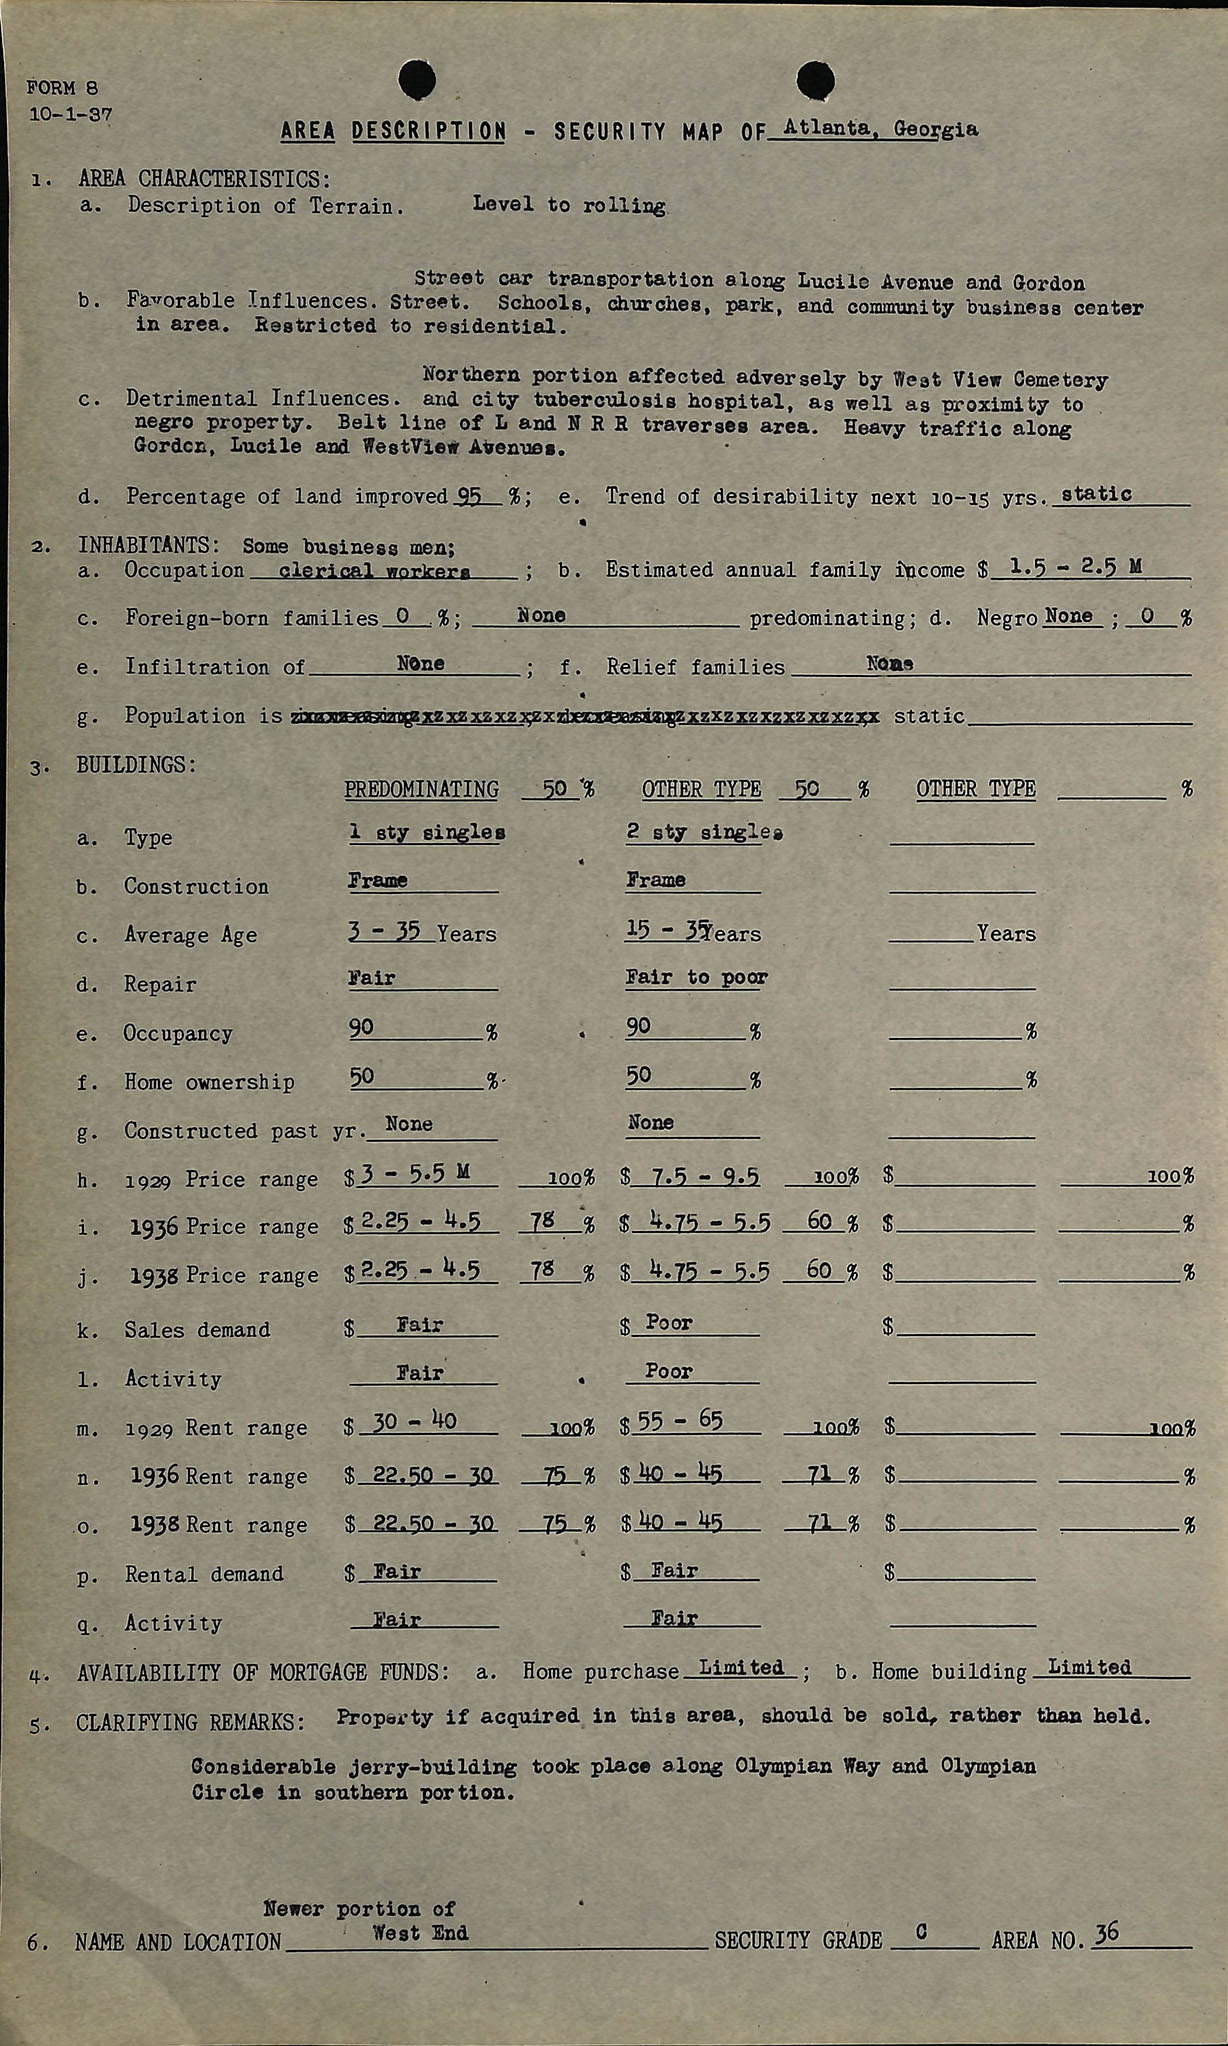 FORM 8
10-1-37
AREA DESCRIPTION - SECURITY MAP OF Atlanta, Georgia
1. AREA CHARACTERISTICS:
a. Description of Terrain. Level to rolling
Street car transportation along Lucile Avenue and Gordon
b. Favorable Influences. Street. Schools, churches, park, and community business center
in area. Restricted to residential.
Northern portion affected adversely by West View Cemetery
c. Detrimental Influences. and city tuberculosis hospital, as well as proximity to
negro property. Belt line of L and N R R traverses area. Heavy traffic along
Gordon, Lucile and WestView Avenues.
d. Percentage of land improved 95 %; e. Trend of desirability next 10-15 yrs. static
2. INHABITANTS: Some business men;
a. Occupation clerical workers ; b. Estimated annual family income $ 1.5 - 2.5 M
c. Foreign-born families 0 %; None predominating; d. Negro None ; 0 %
e. Infiltration of None ; f. Relief families None
g. Population is static
3. BUILDINGS:
PREDOMINATING 50 % OTHER TYPE 50 % OTHER TYPE %
a. Type 1 sty singles 2 sty singles
b. Construction Frame Frame
c. Average Age 3 - 35 Years 15 - 35 Years Years
d. Repair Fair Fair to poor
e. Occupancy 90 % 90 % %
f. Home ownership 50 % 50 % %
g. Constructed past yr. None None
h. 1929 Price range $ 3 - 5.5 M 100% $ 7.5 - 9.5 100% $ 100%
i. 1936 Price range $ 2.25 - 4.5 78 % $ 4.75 - 5.5 60 % $ %
j. 1938 Price range $ 2.25 - 4.5 78 % $ 4.75 - 5.5 60 % $ %
k. Sales demand $ Fair $ Poor $
l. Activity Fair Poor
m. 1929 Rent range $ 30 - 40 100% $ 55 - 65 100% $ 100%
n. 1936 Rent range $ 22.50 - 30 75 % $ 40 - 45 71 % $ %
o. 1938 Rent range $ 22.50 - 30 75 % $ 40 - 45 71 % $ %
p. Rental demand $ Fair $ Fair $
q. Activity Fair Fair
4. AVAILABILITY OF MORTGAGE FUNDS: a. Home purchase Limited ; b. Home building Limited
5. CLARIFYING REMARKS: Property if acquired in this area, should be sold, rather than held.
Considerable jerry-building took place along Olympian Way and Olympian
Circle in southern portion.
Newer portion of
6. NAME AND LOCATION West End SECURITY GRADE C AREA NO. 36